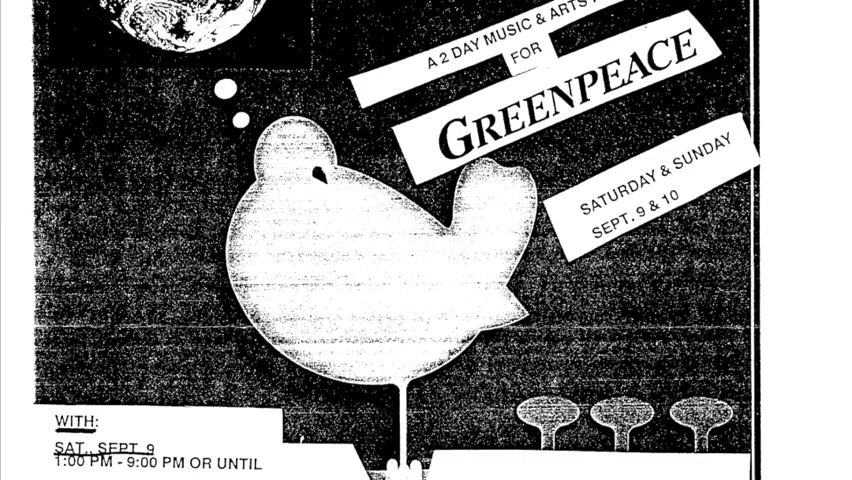 A 2 DAY MUSIC & ARTS
FOR
GREENPEACE
SATURDAY & SUNDAY
SEPT. 9 & 10
WITH:
SAT., SEPT. 9
1:00 PM - 9:00 PM OR UNTIL